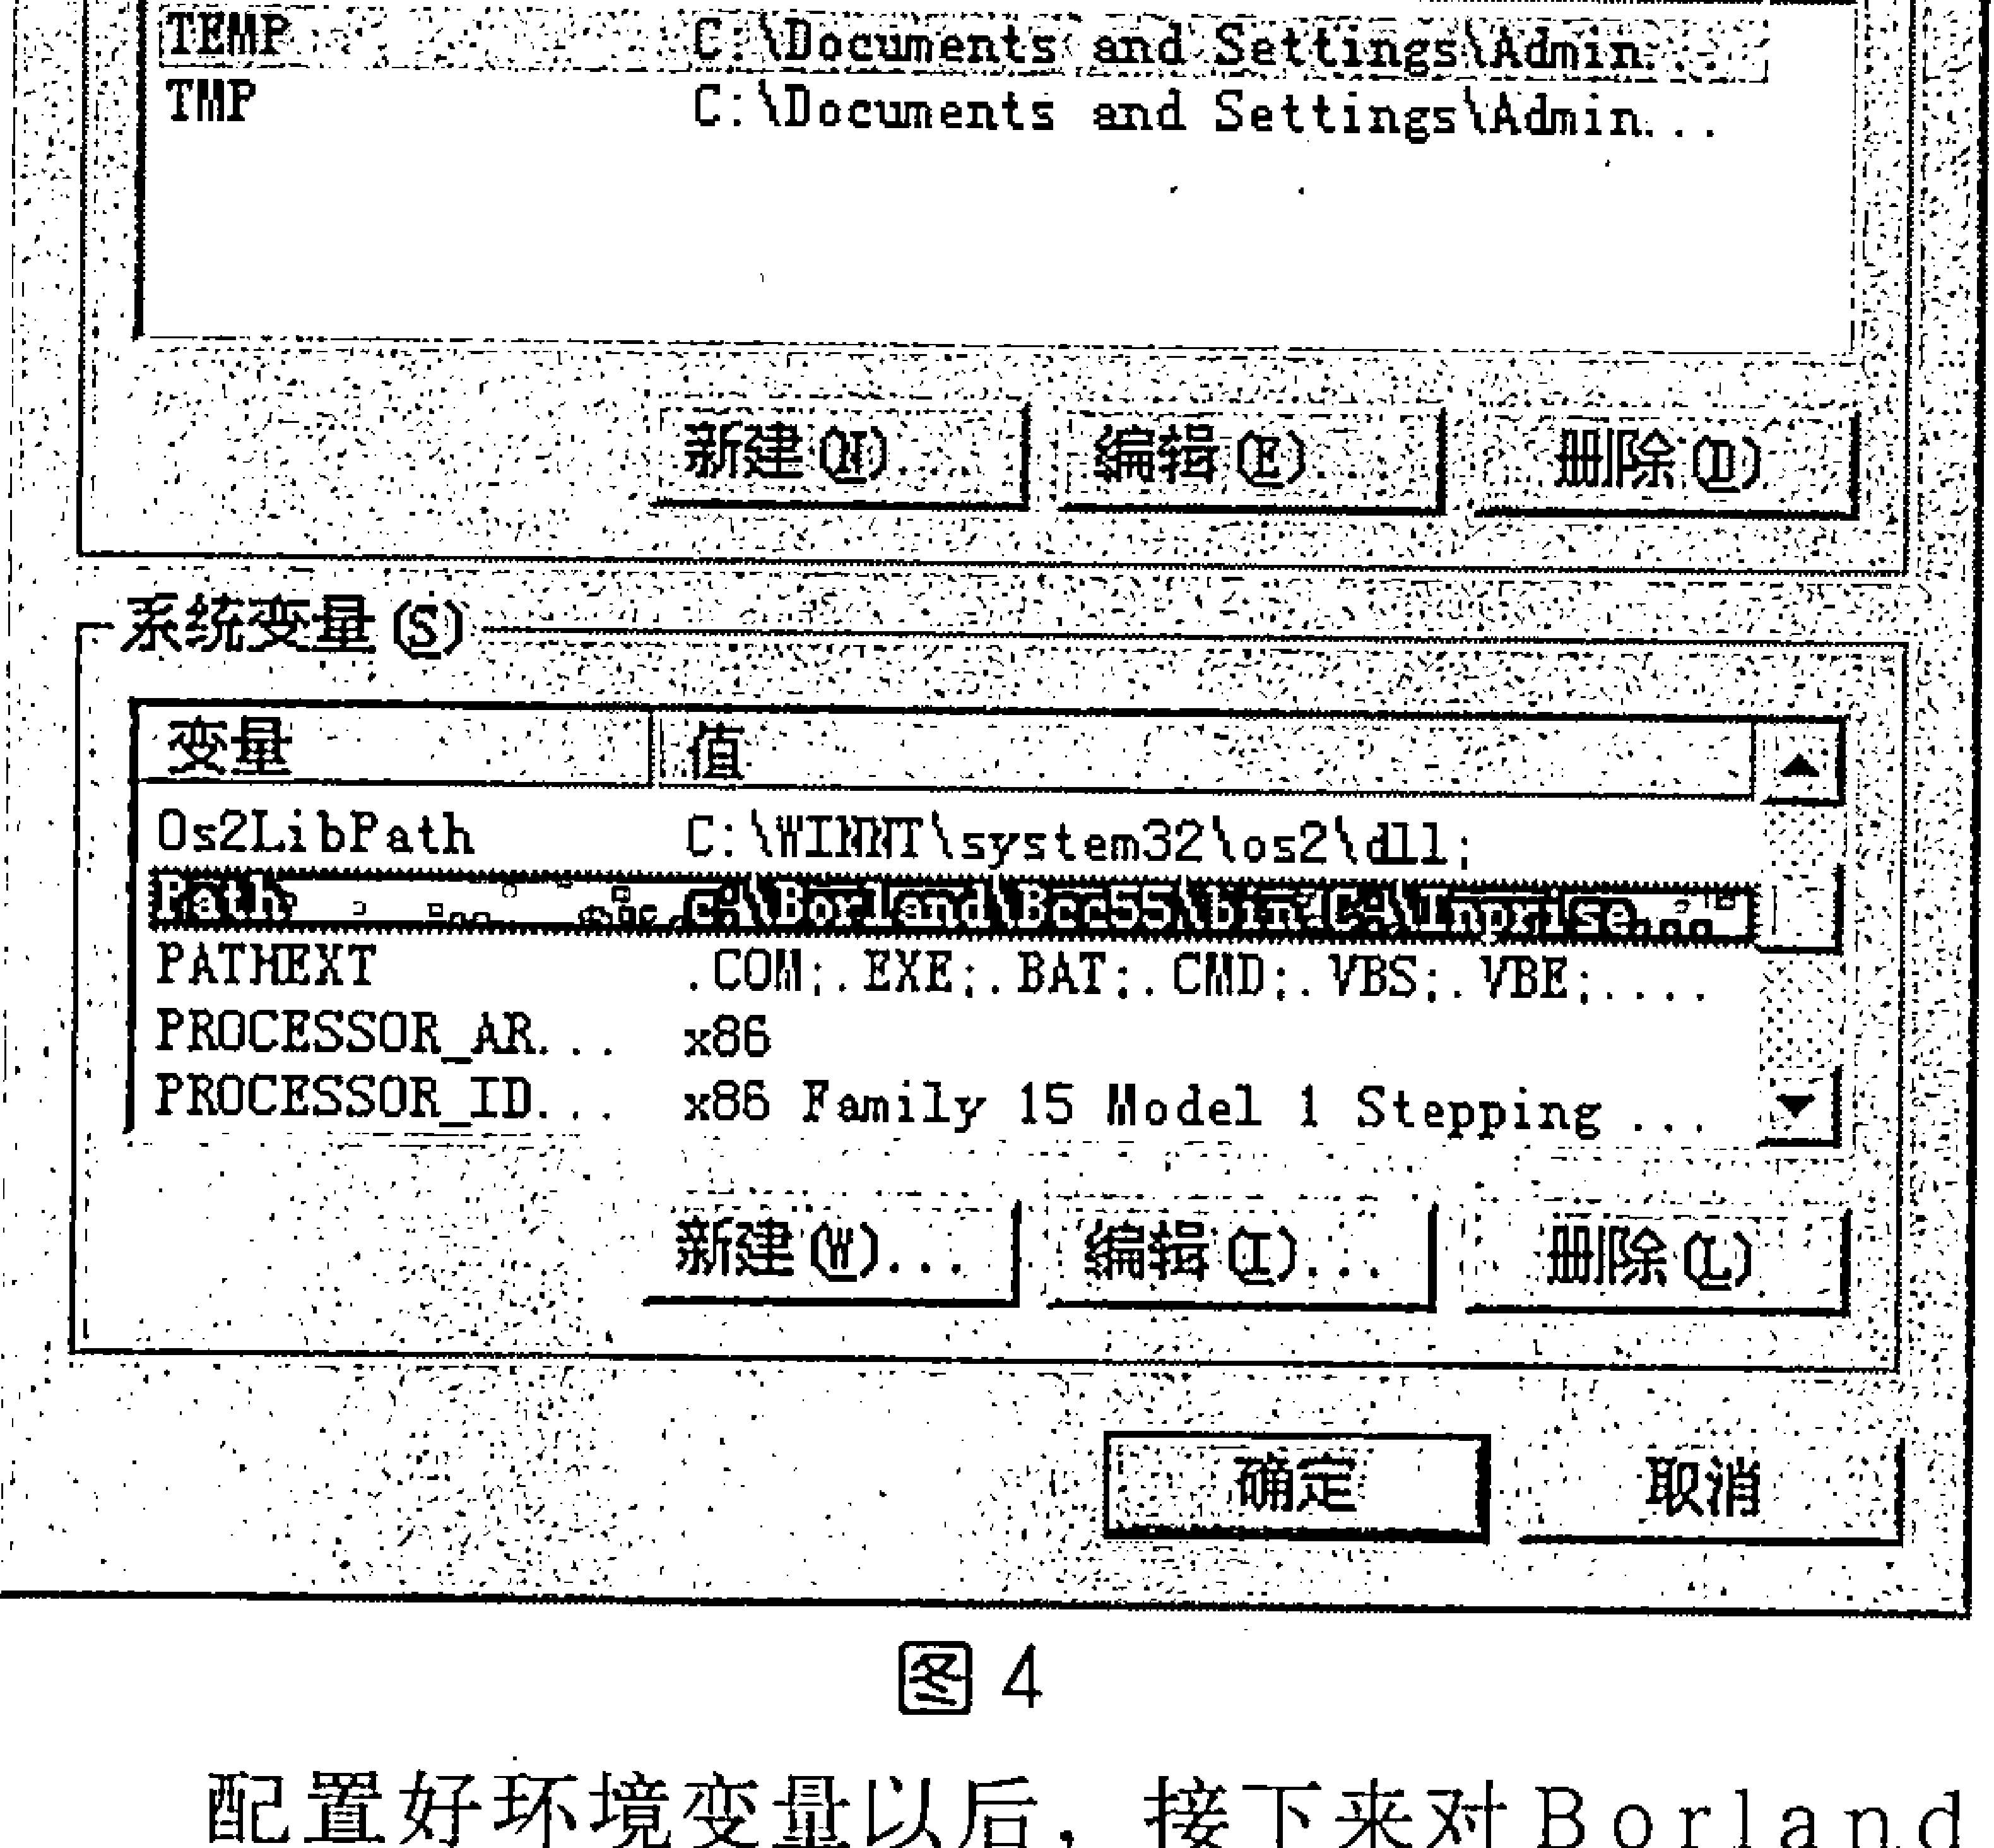 TEMP C:\Documents and Settings\Admin...
TMP C:\Documents and Settings\Admin...
新建(N)... 编辑(E)... 删除(D)
系统变量(S)
变量 值
Os2LibPath C:\WINNT\system32\os2\dll;
Path c:\Borland\Bcc55\bin;C:\Inprise...
PATHEXT .COM;.EXE;.BAT;.CMD;.VBS;.VBE;....
PROCESSOR_AR... x86
PROCESSOR_ID... x86 Family 15 Model 1 Stepping ...
新建(W)... 编辑(I)... 删除(L)
确定 取消
图 4
配置好环境变量以后，接下来对Borland